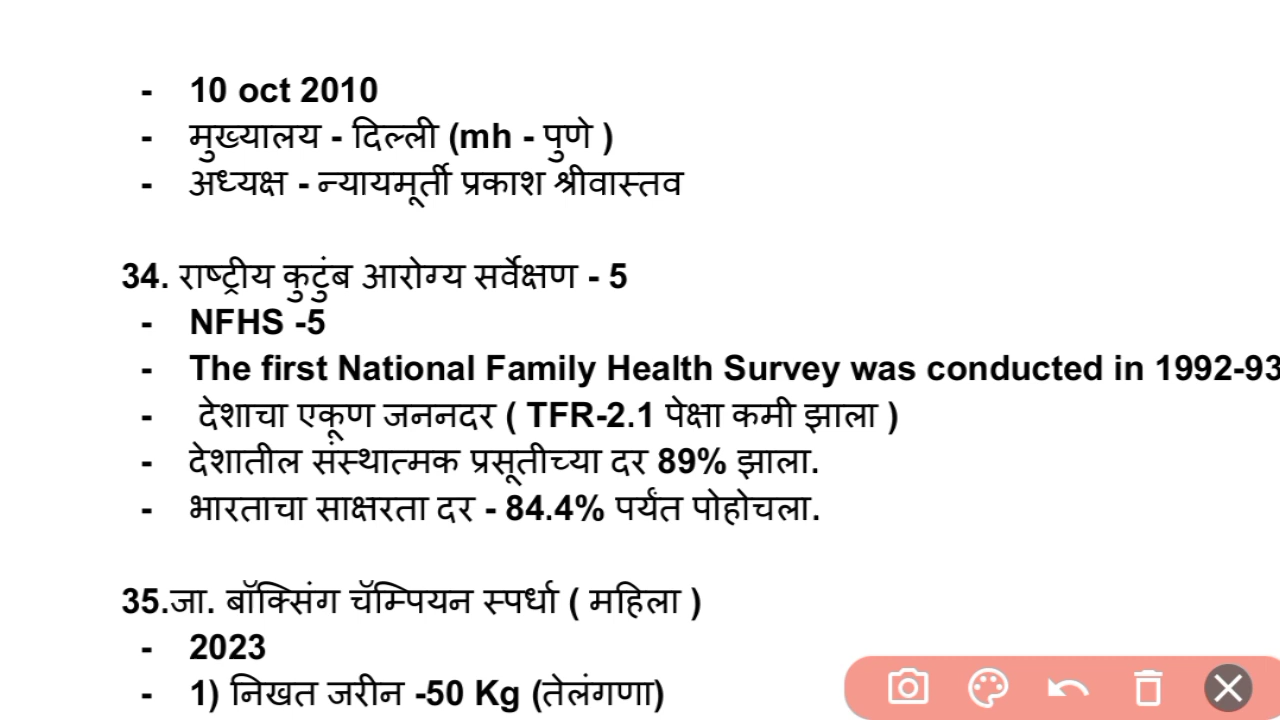 - 10 oct 2010
- मुख्यालय - दिल्ली (mh - पुणे )
- अध्यक्ष - न्यायमूर्ती प्रकाश श्रीवास्तव
34. राष्ट्रीय कुटुंब आरोग्य सर्वेक्षण - 5
- NFHS -5
- The first National Family Health Survey was conducted in 1992-93
- देशाचा एकूण जननदर ( TFR-2.1 पेक्षा कमी झाला )
- देशातील संस्थात्मक प्रसूतीच्या दर 89% झाला.
- भारताचा साक्षरता दर - 84.4% पर्यंत पोहोचला.
35.जा. बॉक्सिंग चॅम्पियन स्पर्धा ( महिला )
- 2023
- 1) निखत जरीन -50 Kg (तेलंगणा)